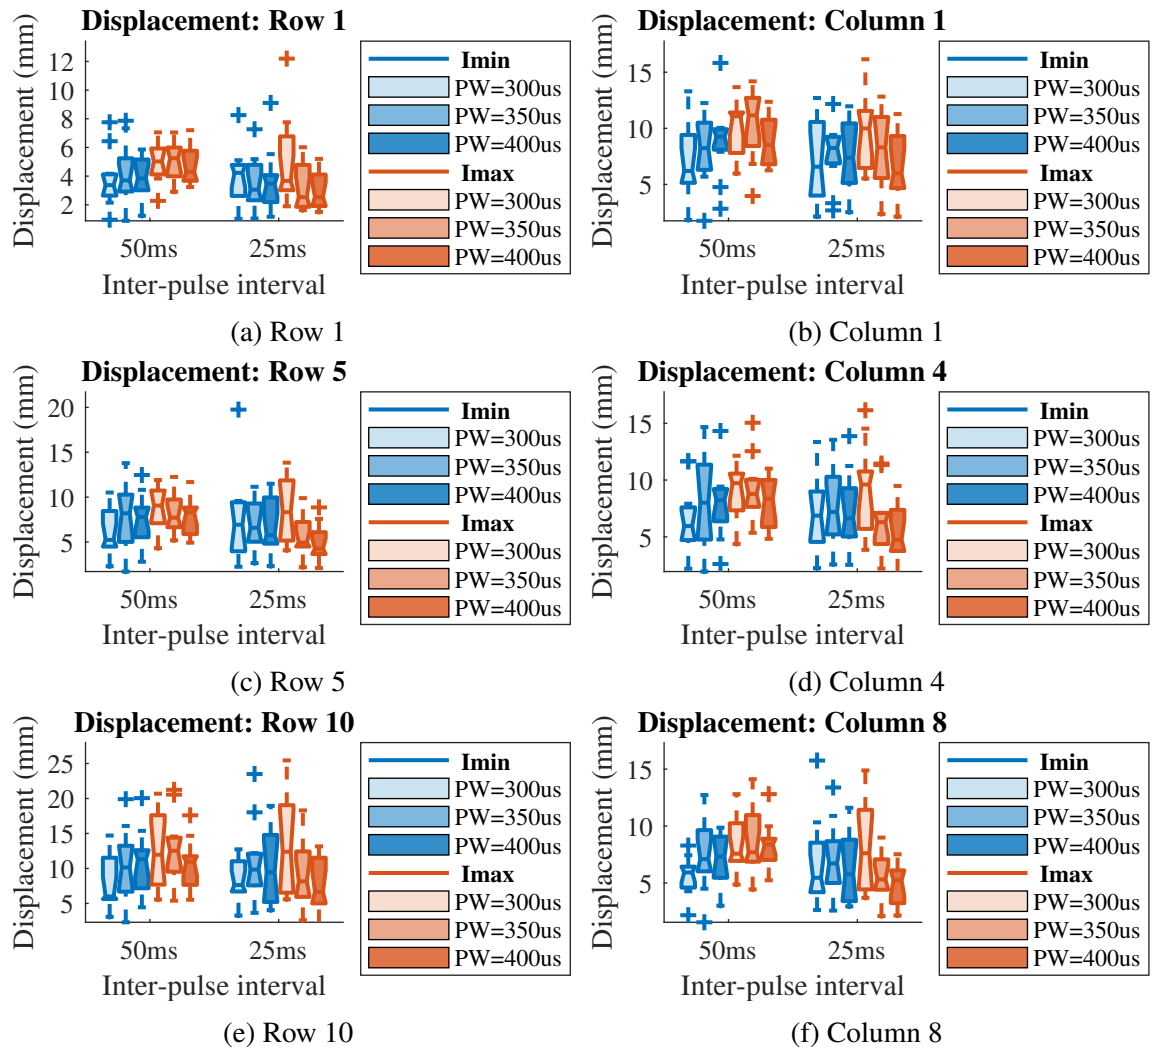 Displacement: Row 1
Displacement (mm)
12
10
8
6
4
2
50ms
25ms
Inter-pulse interval
Imin
PW=300us
PW=350us
PW=400us
Imax
PW=300us
PW=350us
PW=400us
(a) Row 1
Displacement: Column 1
Displacement (mm)
15
10
5
50ms
25ms
Inter-pulse interval
Imin
PW=300us
PW=350us
PW=400us
Imax
PW=300us
PW=350us
PW=400us
(b) Column 1
Displacement: Row 5
Displacement (mm)
20
15
10
5
50ms
25ms
Inter-pulse interval
Imin
PW=300us
PW=350us
PW=400us
Imax
PW=300us
PW=350us
PW=400us
(c) Row 5
Displacement: Column 4
Displacement (mm)
15
10
5
50ms
25ms
Inter-pulse interval
Imin
PW=300us
PW=350us
PW=400us
Imax
PW=300us
PW=350us
PW=400us
(d) Column 4
Displacement: Row 10
Displacement (mm)
25
20
15
10
5
50ms
25ms
Inter-pulse interval
Imin
PW=300us
PW=350us
PW=400us
Imax
PW=300us
PW=350us
PW=400us
(e) Row 10
Displacement: Column 8
Displacement (mm)
15
10
5
50ms
25ms
Inter-pulse interval
Imin
PW=300us
PW=350us
PW=400us
Imax
PW=300us
PW=350us
PW=400us
(f) Column 8